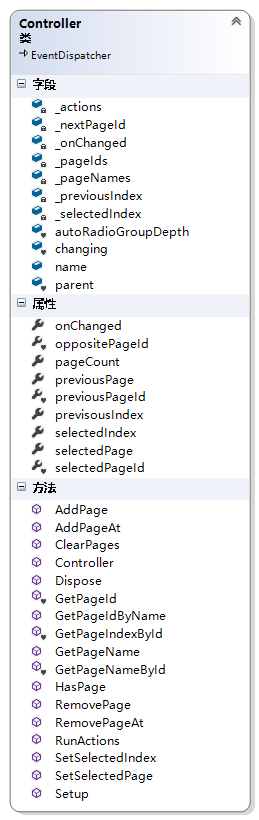 Controller
类
EventDispatcher
字段
_actions
_nextPageId
_onChanged
_pageIds
_pageNames
_previousIndex
_selectedIndex
autoRadioGroupDepth
changing
name
parent
属性
onChanged
oppositePageId
pageCount
previousPage
previousPageId
previsousIndex
selectedIndex
selectedPage
selectedPageId
方法
AddPage
AddPageAt
ClearPages
Controller
Dispose
GetPageId
GetPageIdByName
GetPageIndexById
GetPageName
GetPageNameById
HasPage
RemovePage
RemovePageAt
RunActions
SetSelectedIndex
SetSelectedPage
Setup